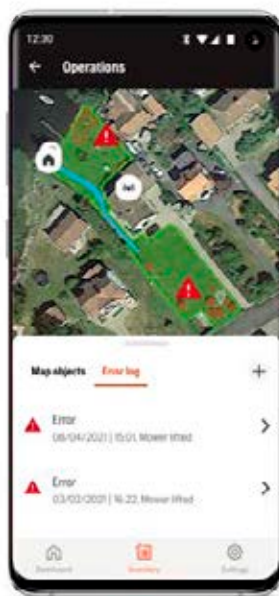 12:30
Operations
Map objects
Error log
Error
08/04/2021 | 15:01, Mower lifted
Error
03/02/2021 | 16:22, Mower lifted
Dashboard
Inventory
Settings